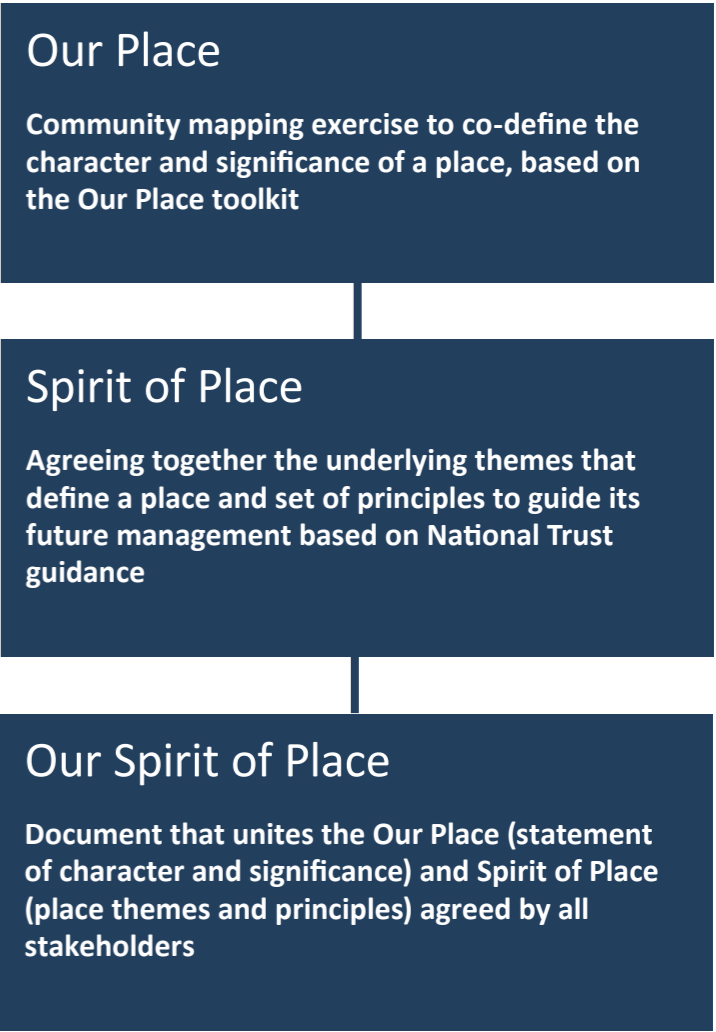 Our Place
Community mapping exercise to co-define the
character and significance of a place, based on
the Our Place toolkit
Spirit of Place
Agreeing together the underlying themes that
define a place and set of principles to guide its
future management based on National Trust
guidance
Our Spirit of Place
Document that unites the Our Place (statement
of character and significance) and Spirit of Place
(place themes and principles) agreed by all
stakeholders